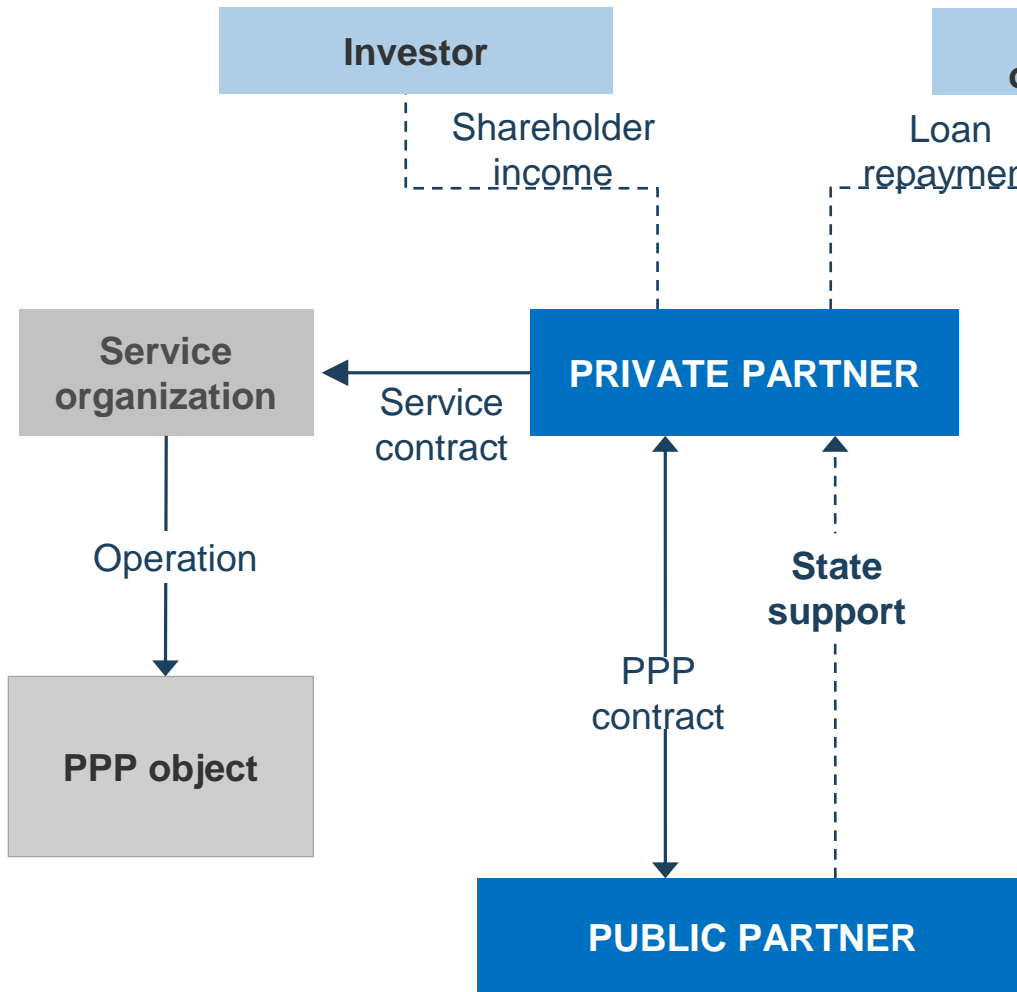 Investor
Shareholder
income
Loan
Service
organization
PRIVATE PARTNER
Service
contract
Operation
State
support
PPP
contract
PPP object
PUBLIC PARTNER